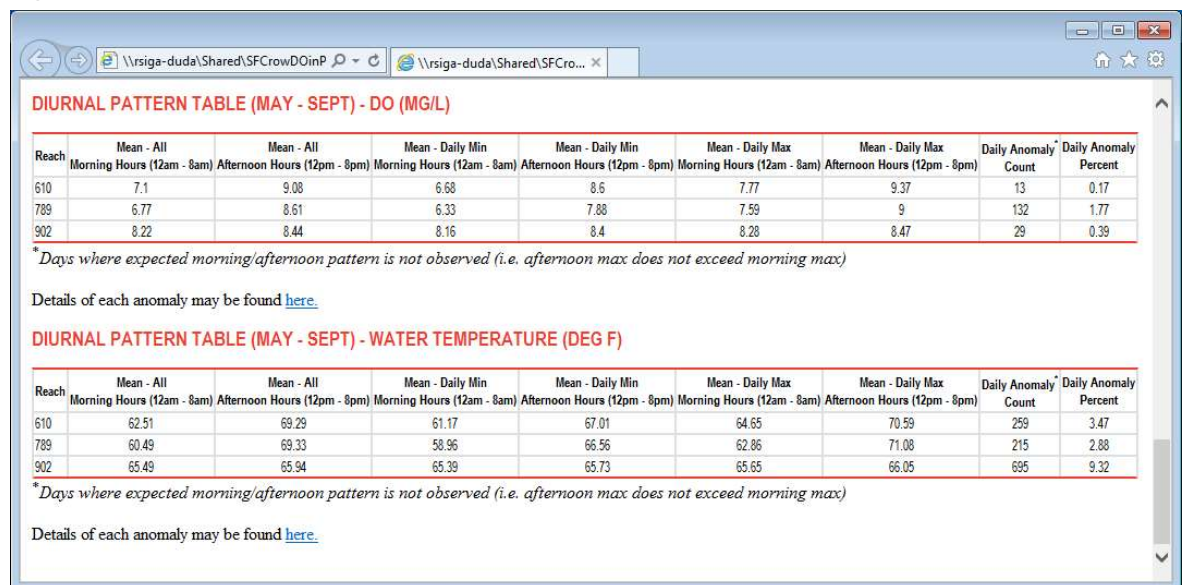 \\rsiga-duda\Shared\SFCrowDOinP
\\rsiga-duda\Shared\SFCro...
DIURNAL PATTERN TABLE (MAY - SEPT) - DO (MG/L)
Reach Mean - All Morning Hours (12am - 8am) Mean - All Afternoon Hours (12pm - 8pm) Mean - Daily Min Morning Hours (12am - 8am) Mean - Daily Min Afternoon Hours (12pm - 8pm) Mean - Daily Max Morning Hours (12am - 8am) Mean - Daily Max Afternoon Hours (12pm - 8pm) Daily Anomaly* Count Daily Anomaly Percent
610 7.1 9.08 6.68 8.6 7.77 9.37 13 0.17
789 6.77 8.61 6.33 7.88 7.59 9 132 1.77
902 8.22 8.44 8.16 8.4 8.28 8.47 29 0.39
*Days where expected morning/afternoon pattern is not observed (i.e. afternoon max does not exceed morning max)
Details of each anomaly may be found here.
DIURNAL PATTERN TABLE (MAY - SEPT) - WATER TEMPERATURE (DEG F)
Reach Mean - All Morning Hours (12am - 8am) Mean - All Afternoon Hours (12pm - 8pm) Mean - Daily Min Morning Hours (12am - 8am) Mean - Daily Min Afternoon Hours (12pm - 8pm) Mean - Daily Max Morning Hours (12am - 8am) Mean - Daily Max Afternoon Hours (12pm - 8pm) Daily Anomaly* Count Daily Anomaly Percent
610 62.51 69.29 61.17 67.01 64.65 70.59 259 3.47
789 60.49 69.33 58.96 66.56 62.86 71.08 215 2.88
902 65.49 65.94 65.39 65.73 65.65 66.05 695 9.32
*Days where expected morning/afternoon pattern is not observed (i.e. afternoon max does not exceed morning max)
Details of each anomaly may be found here.